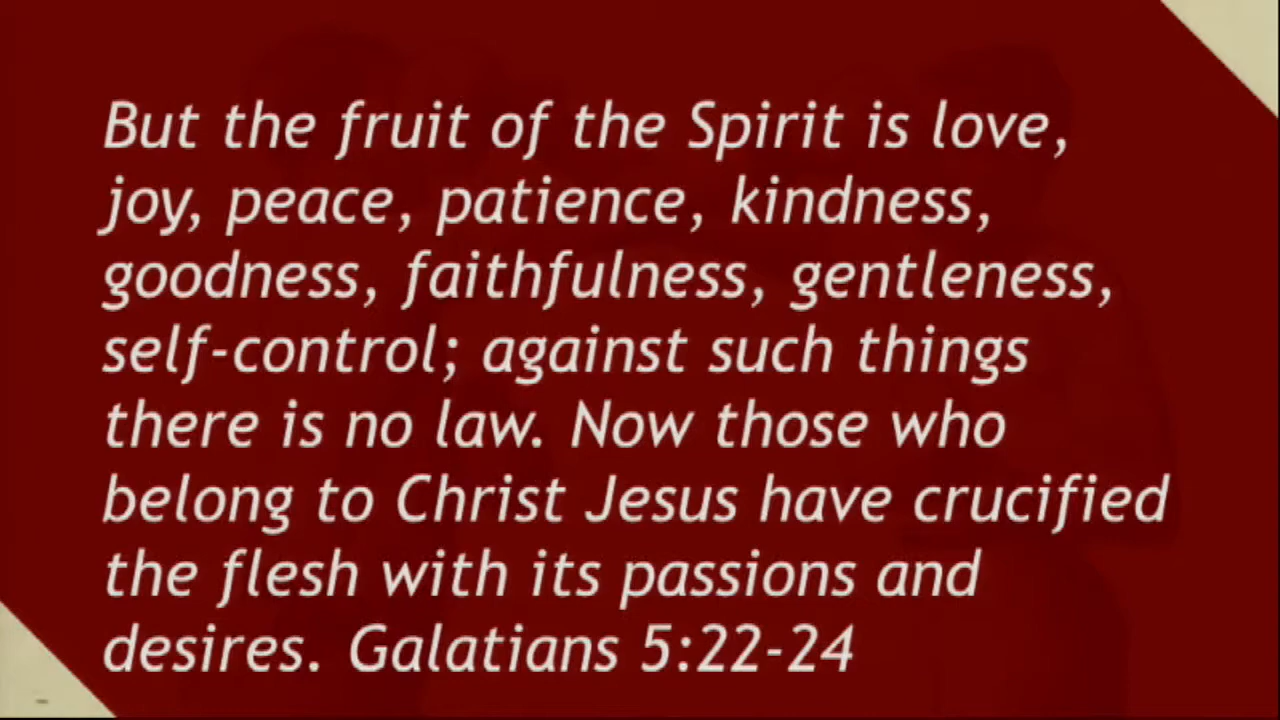 But the fruit of the Spirit is love,
joy, peace, patience, kindness,
goodness, faithfulness, gentleness,
self-control; against such things
there is no law. Now those who
belong to Christ Jesus have crucified
the flesh with its passions and
desires. Galatians 5:22-24